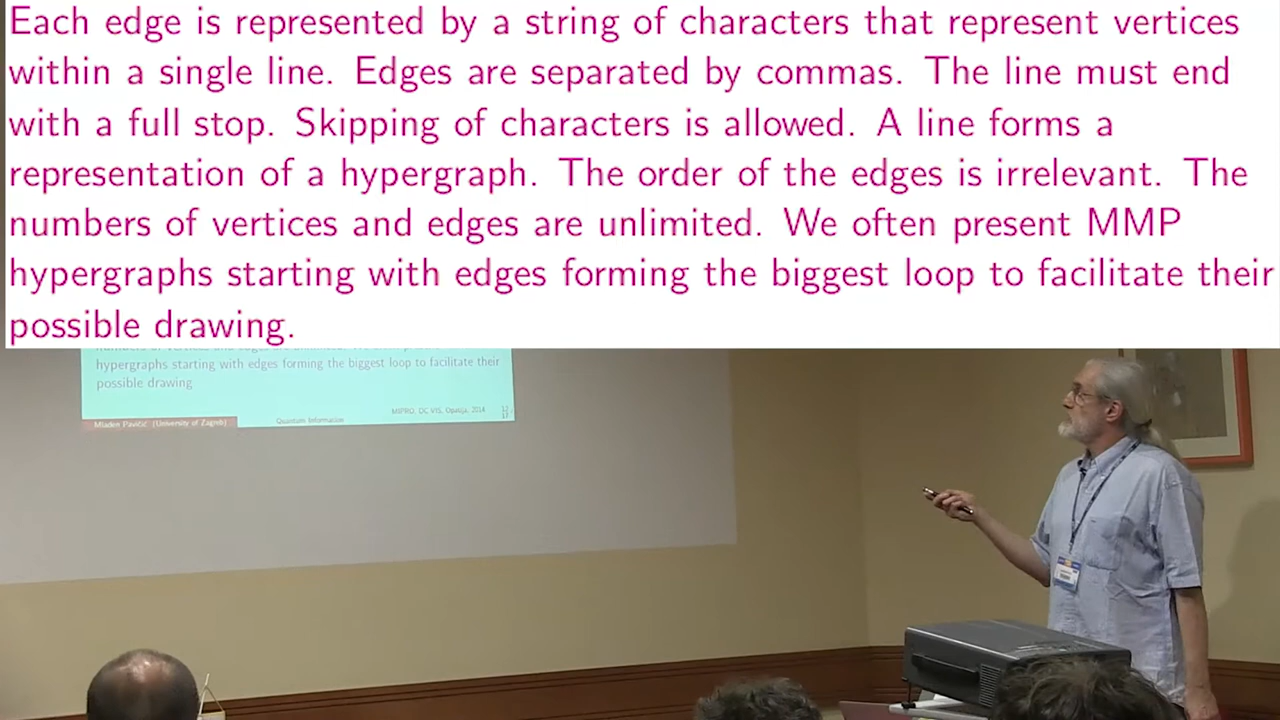 Each edge is represented by a string of characters that represent vertices
within a single line. Edges are separated by commas. The line must end
with a full stop. Skipping of characters is allowed. A line forms a
representation of a hypergraph. The order of the edges is irrelevant. The
numbers of vertices and edges are unlimited. We often present MMP
hypergraphs starting with edges forming the biggest loop to facilitate their
possible drawing.
hypergraphs starting with edges forming the biggest loop to facilitate their
possible drawing
MIPRO, DC VIS, Opatija, 2014
Mladen Pavičić (University of Zagreb) Quantum Information